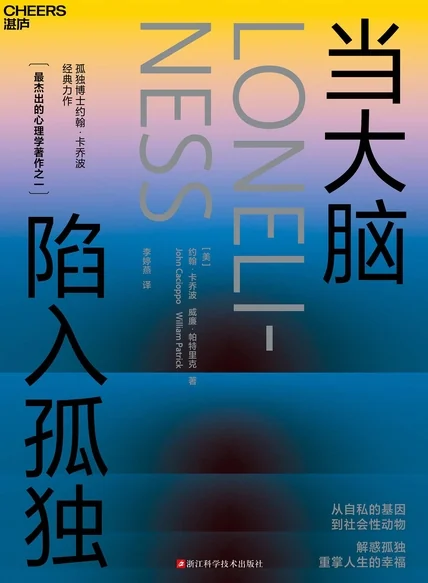 CHEERS
湛庐
当大脑
陷入孤独
LONELI-
NESS
孤独博士约翰·卡乔波
经典力作
最杰出的心理学著作之一
[美]
约翰·卡乔波 威廉·帕特里克 著
John Cacioppo William Patrick
李婷燕 译
从自私的基因
到社会性动物
解惑孤独
重掌人生的幸福
浙江科学技术出版社